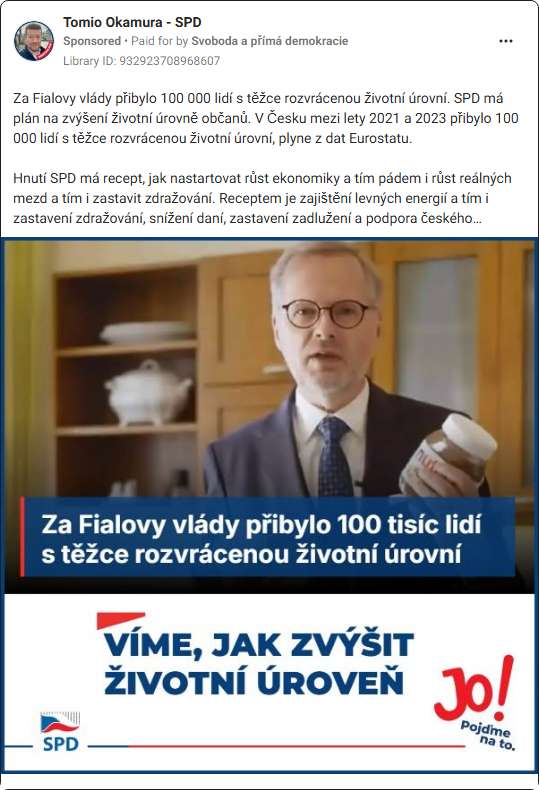 Tomio Okamura - SPD
Sponsored • Paid for by Svoboda a přímá demokracie
Library ID: 932923708968607
Za Fialovy vlády přibylo 100 000 lidí s těžce rozvrácenou životní úrovní. SPD má
plán na zvýšení životní úrovně občanů. V Česku mezi lety 2021 a 2023 přibylo 100
000 lidí s těžce rozvrácenou životní úrovní, plyne z dat Eurostatu.
Hnutí SPD má recept, jak nastartovat růst ekonomiky a tím pádem i růst reálných
mezd a tím i zastavit zdražování. Receptem je zajištění levných energií a tím i
zastavení zdražování, snížení daní, zastavení zadlužení a podpora českého...
Za Fialovy vlády přibylo 100 tisíc lidí
s těžce rozvrácenou životní úrovní
VÍME, JAK ZVÝŠIT
ŽIVOTNÍ ÚROVEŇ
Jo!
Pojďme
na to.
SPD